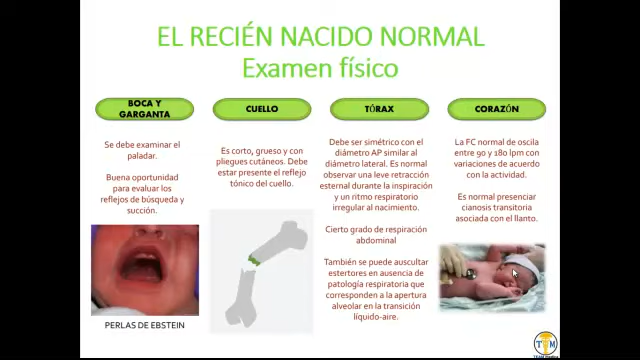 EL RECIÉN NACIDO NORMAL
Examen físico
BOCA Y
GARGANTA
Se debe examinar el
paladar.
Buena oportunidad
para evaluar los
reflejos de búsqueda y
succión.
PERLAS DE EBSTEIN
CUELLO
Es corto, grueso y con
pliegues cutáneos. Debe
estar presente el reflejo
tónico del cuello.
TÓRAX
Debe ser simétrico con el
diámetro AP similar al
diámetro lateral. Es normal
observar una leve retracción
esternal durante la inspiración
y un ritmo respiratorio
irregular al nacimiento.
Cierto grado de respiración
abdominal
También se puede auscultar
estertores en ausencia de
patología respiratoria que
corresponden a la apertura
alveolar en la transición
líquido-aire.
CORAZÓN
La FC normal de oscila
entre 90 y 180 lpm con
variaciones de acuerdo
con la actividad.
Es normal presenciar
cianosis transitoria
asociada con el llanto.